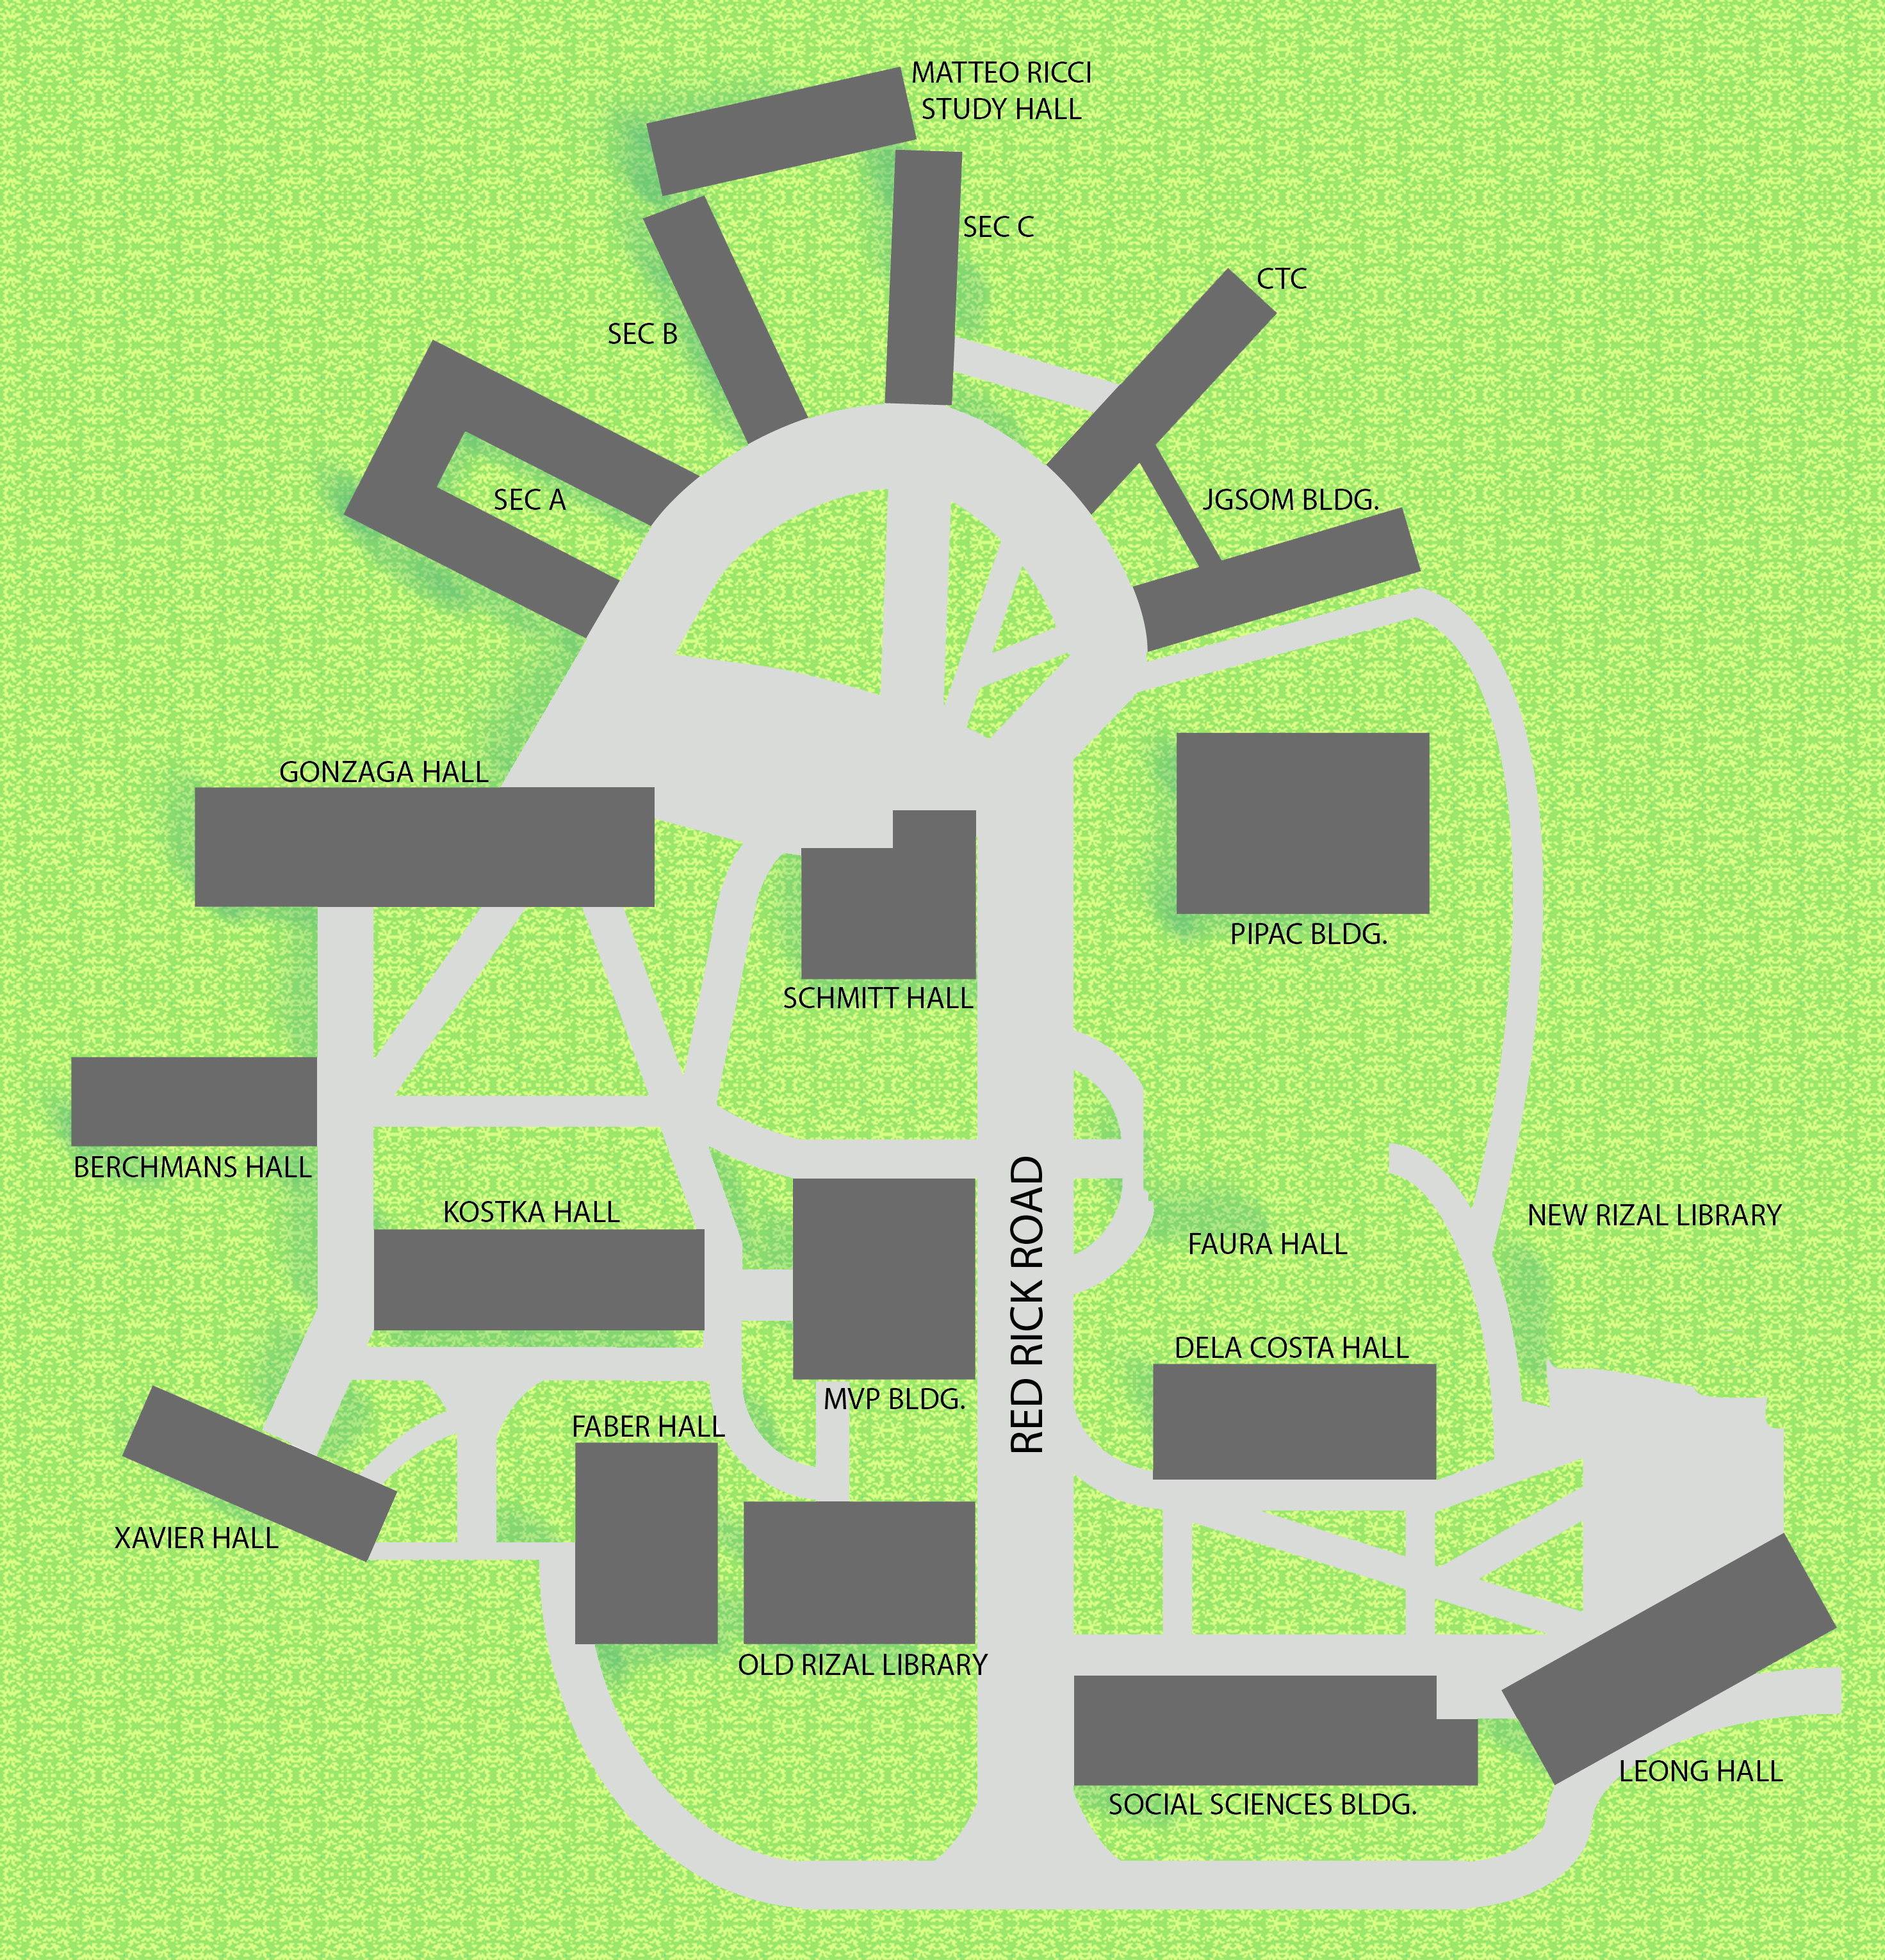 MATTEO RICCI
STUDY HALL
SEC C
CTC
SEC B
SEC A
JGSOM BLDG.
GONZAGA HALL
PIPAC BLDG.
SCHMITT HALL
BERCHMANS HALL
KOSTKA HALL
RED RICK ROAD
NEW RIZAL LIBRARY
FAURA HALL
DELA COSTA HALL
MVP BLDG.
FABER HALL
XAVIER HALL
OLD RIZAL LIBRARY
LEONG HALL
SOCIAL SCIENCES BLDG.